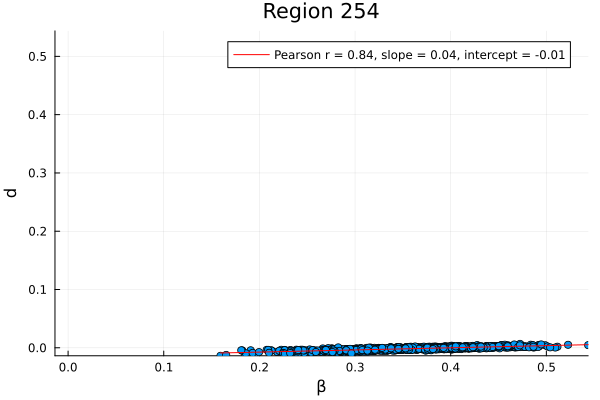 Region 254
Pearson r = 0.84, slope = 0.04, intercept = -0.01
0.5
0.4
0.3
0.2
0.1
0.0
d
0.0 0.1 0.2 0.3 0.4 0.5
β